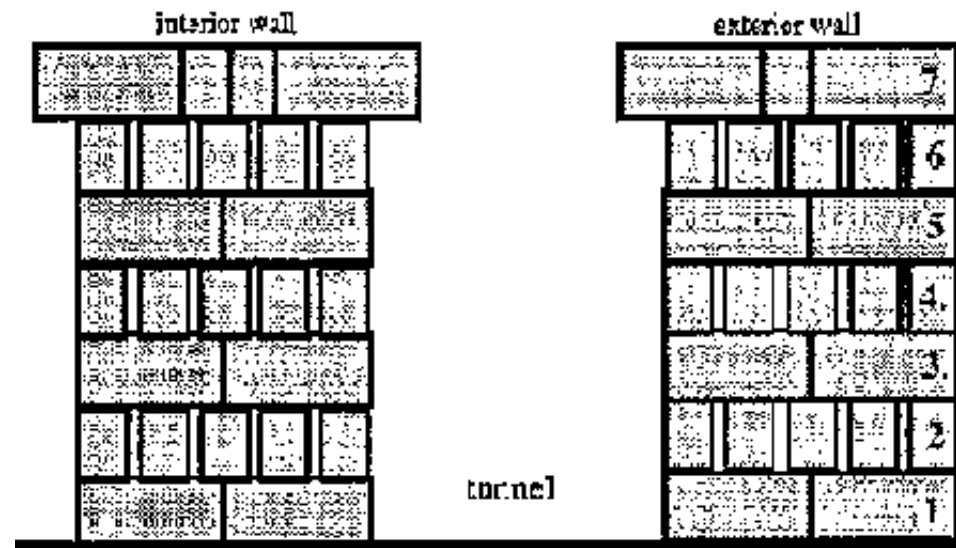 interior wall
exterior wall
7
6
5
4.
3.
2
tunnel
1